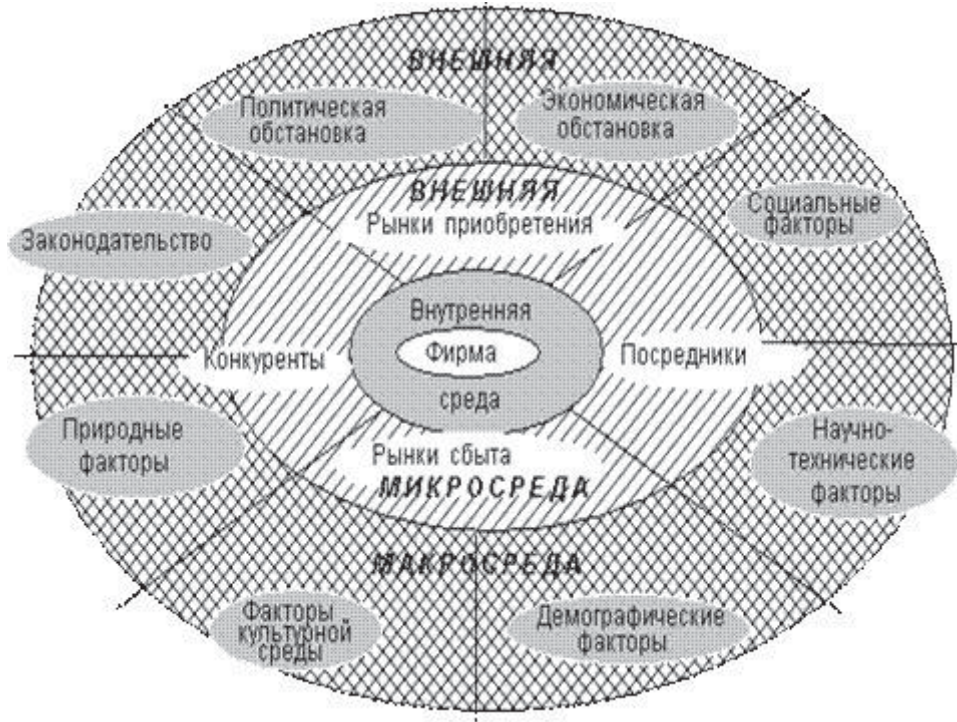 ВНЕШНЯЯ
Политическая
обстановка
Экономическая
обстановка
ВНЕШНЯЯ
Рынки приобретения
Социальные
факторы
Законодательство
Внутренняя
Фирма
среда
Конкуренты
Посредники
Природные
факторы
Рынки сбыта
МИКРОСРЕДА
Научно-
технические
факторы
МАКРОСРЕДА
Факторы
культурной
среды
Демографические
факторы